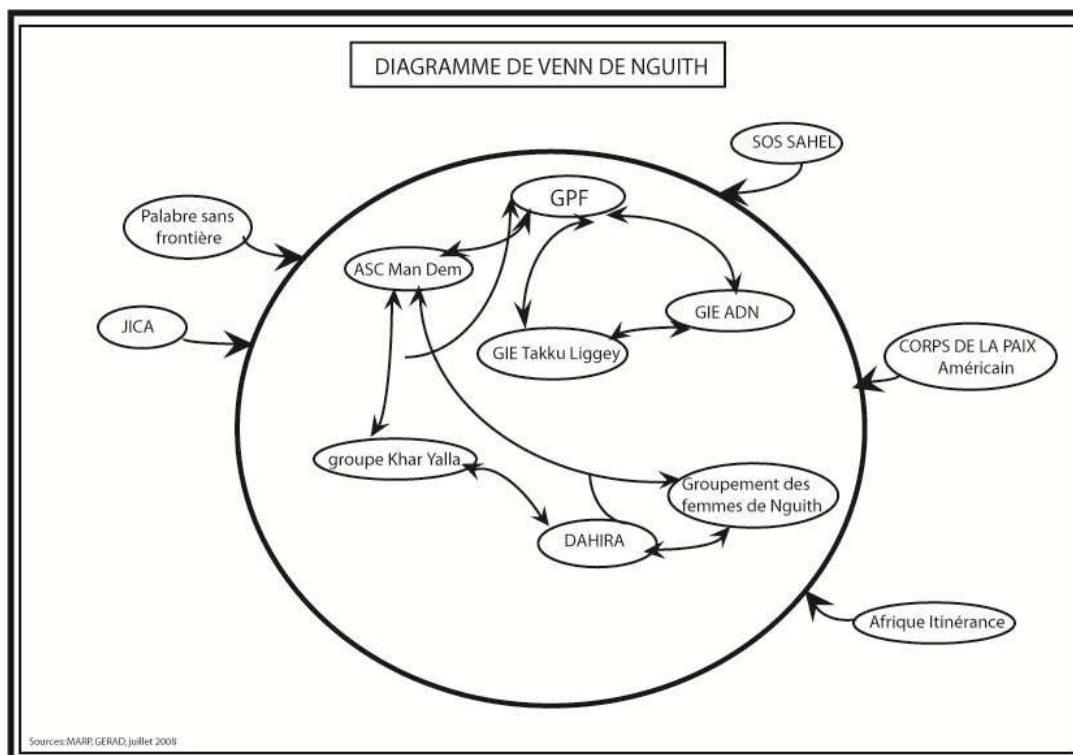 DIAGRAMME DE VENN DE NGUITH
SOS SAHEL
GPF
Palabre sans
frontière
ASC Man Dem
GIE ADN
JICA
GIE Takku Liggey
CORPS DE LA PAIX
Américain
groupe Khar Yalla
Groupement des
femmes de Nguith
DAHIRA
Afrique Itinérance
Sources:MARP, GERAD, juillet 2008